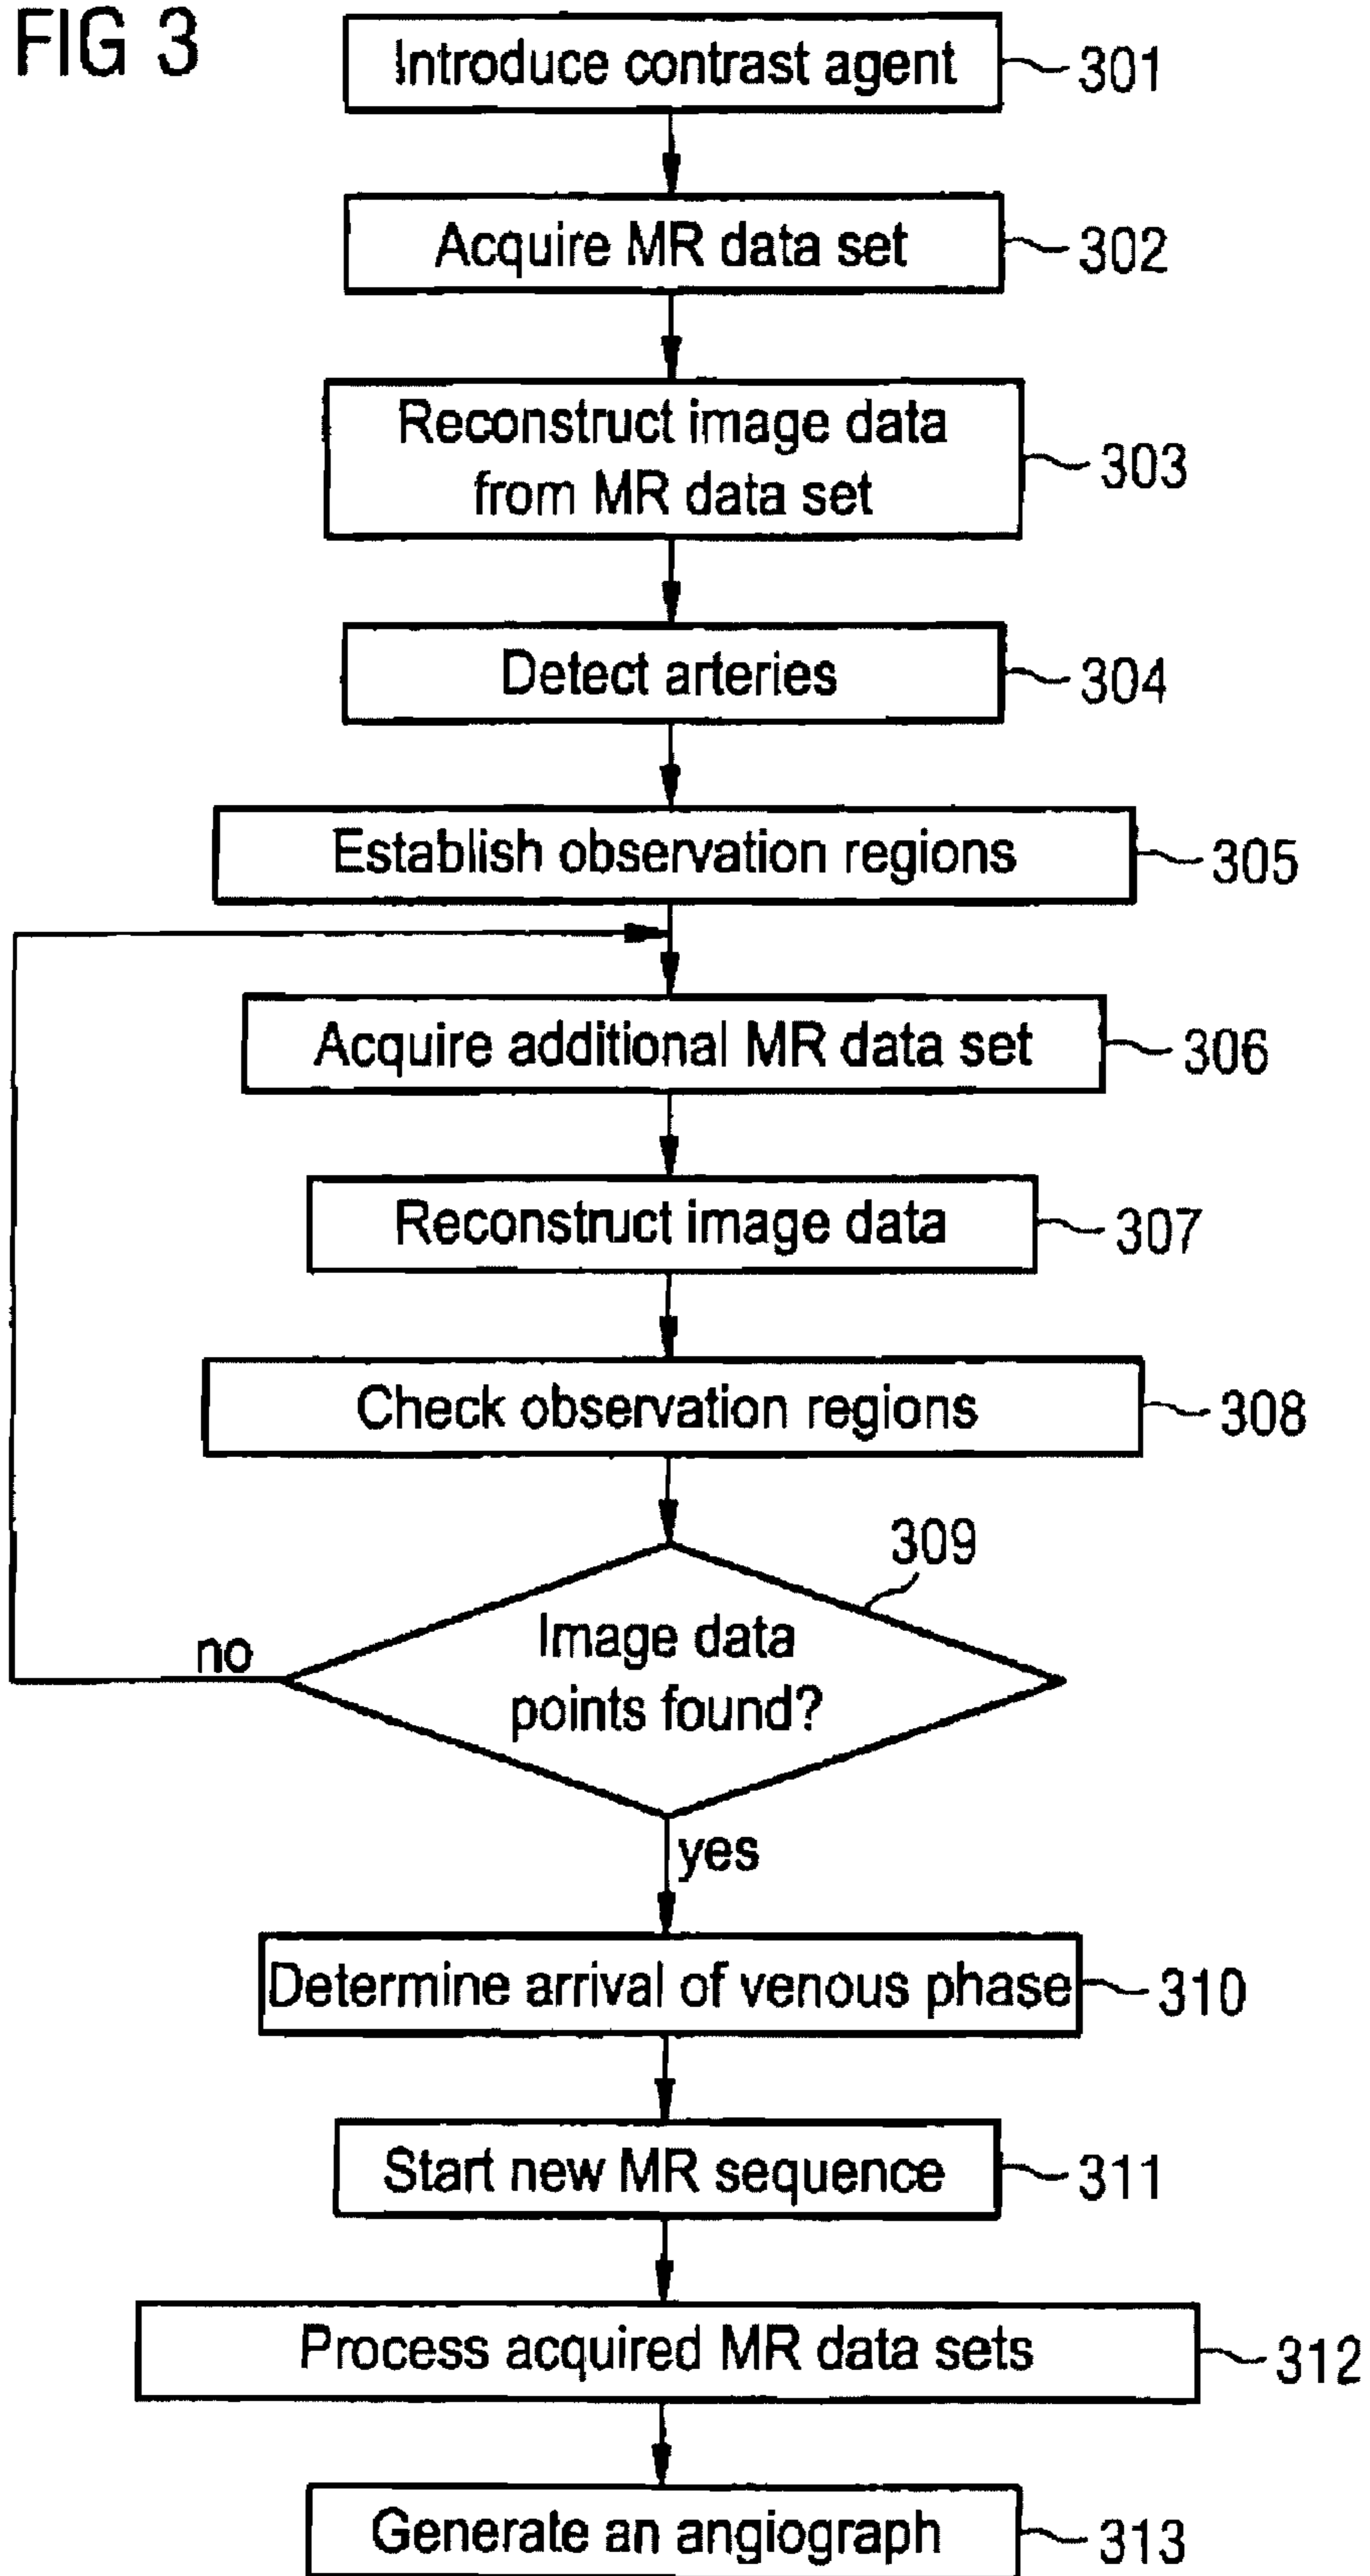 FIG 3
Introduce contrast agent
301
Acquire MR data set
302
Reconstruct image data
from MR data set
303
Detect arteries
304
Establish observation regions
305
Acquire additional MR data set
306
Reconstruct image data
307
Check observation regions
308
309
Image data
points found?
no
yes
Determine arrival of venous phase
310
Start new MR sequence
311
Process acquired MR data sets
312
Generate an angiograph
313